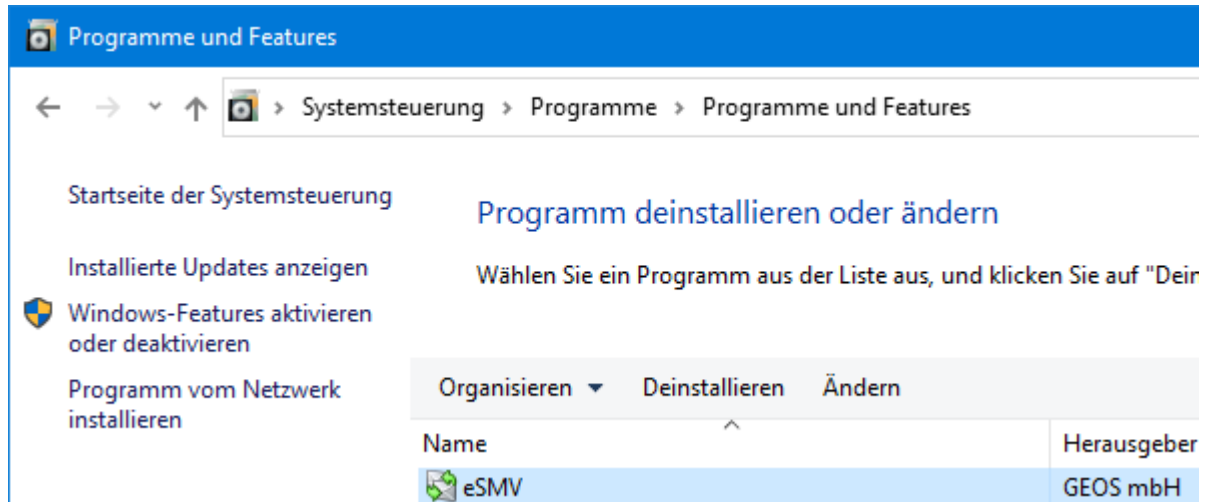 Programme und Features
Systemsteuerung > Programme > Programme und Features
Startseite der Systemsteuerung
Programm deinstallieren oder ändern
Installierte Updates anzeigen
Wählen Sie ein Programm aus der Liste aus, und klicken Sie auf "Dein
Windows-Features aktivieren
oder deaktivieren
Programm vom Netzwerk
installieren
Organisieren Deinstallieren Ändern
Name Herausgeber
eSMV GEOS mbH